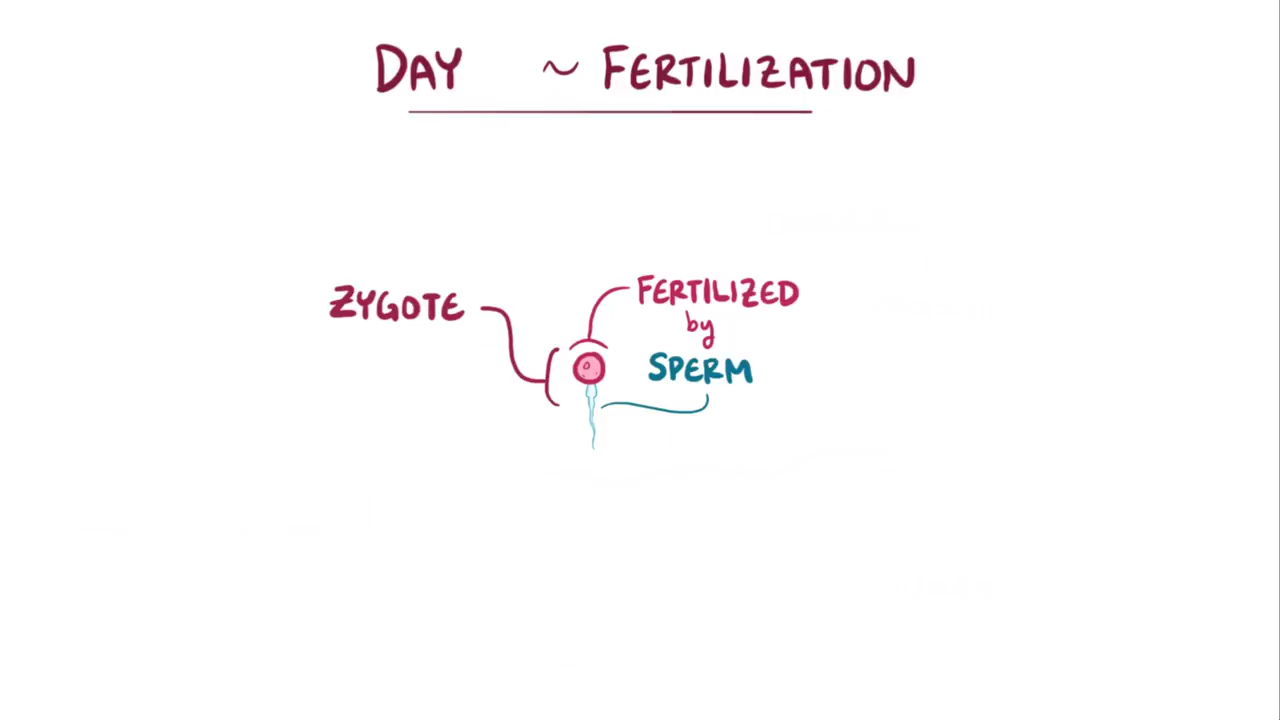 DAY ~ FERTILIZATION
ZYGOTE
FERTILIZED
by
SPERM